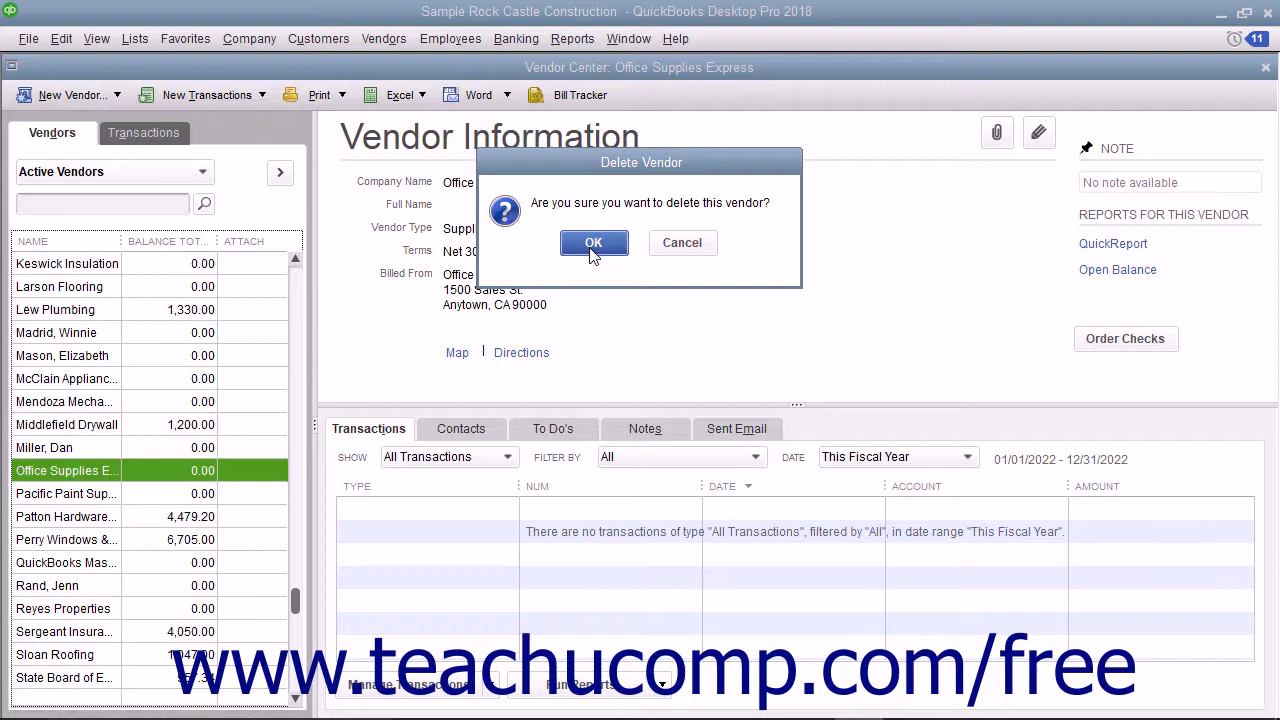 Sample Rock Castle Construction - QuickBooks Desktop Pro 2018
File Edit View Lists Favorites Company Customers Vendors Employees Banking Reports Window Help 11
Vendor Center: Office Supplies Express
New Vendor... New Transactions Print Excel Word Bill Tracker
Vendors Transactions
Active Vendors
NAME BALANCE TOT... ATTACH
Keswick Insulation 0.00
Larson Flooring 0.00
Lew Plumbing 1,330.00
Madrid, Winnie 0.00
Mason, Elizabeth 0.00
McClain Applianc... 0.00
Mendoza Mecha... 0.00
Middlefield Drywall 1,200.00
Miller, Dan 0.00
Office Supplies E... 0.00
Pacific Paint Sup... 0.00
Patton Hardware... 4,479.20
Perry Windows &... 6,705.00
QuickBooks Mas... 0.00
Rand, Jenn 0.00
Reyes Properties 0.00
Sergeant Insura... 4,050.00
Sloan Roofing
State Board of E...
Vendor Information
Company Name Office
Full Name
Vendor Type Suppl
Terms Net 30
Billed From Office
1500 Sales St.
Anytown, CA 90000
Map Directions
Delete Vendor
Are you sure you want to delete this vendor?
OK Cancel
NOTE
No note available
REPORTS FOR THIS VENDOR
QuickReport
Open Balance
Order Checks
Transactions Contacts To Do's Notes Sent Email
SHOW All Transactions FILTER BY All DATE This Fiscal Year 01/01/2022 - 12/31/2022
TYPE NUM DATE ACCOUNT AMOUNT
There are no transactions of type "All Transactions", filtered by "All", in date range "This Fiscal Year".
Manage Transactions Run Reports
www.teachucomp.com/free